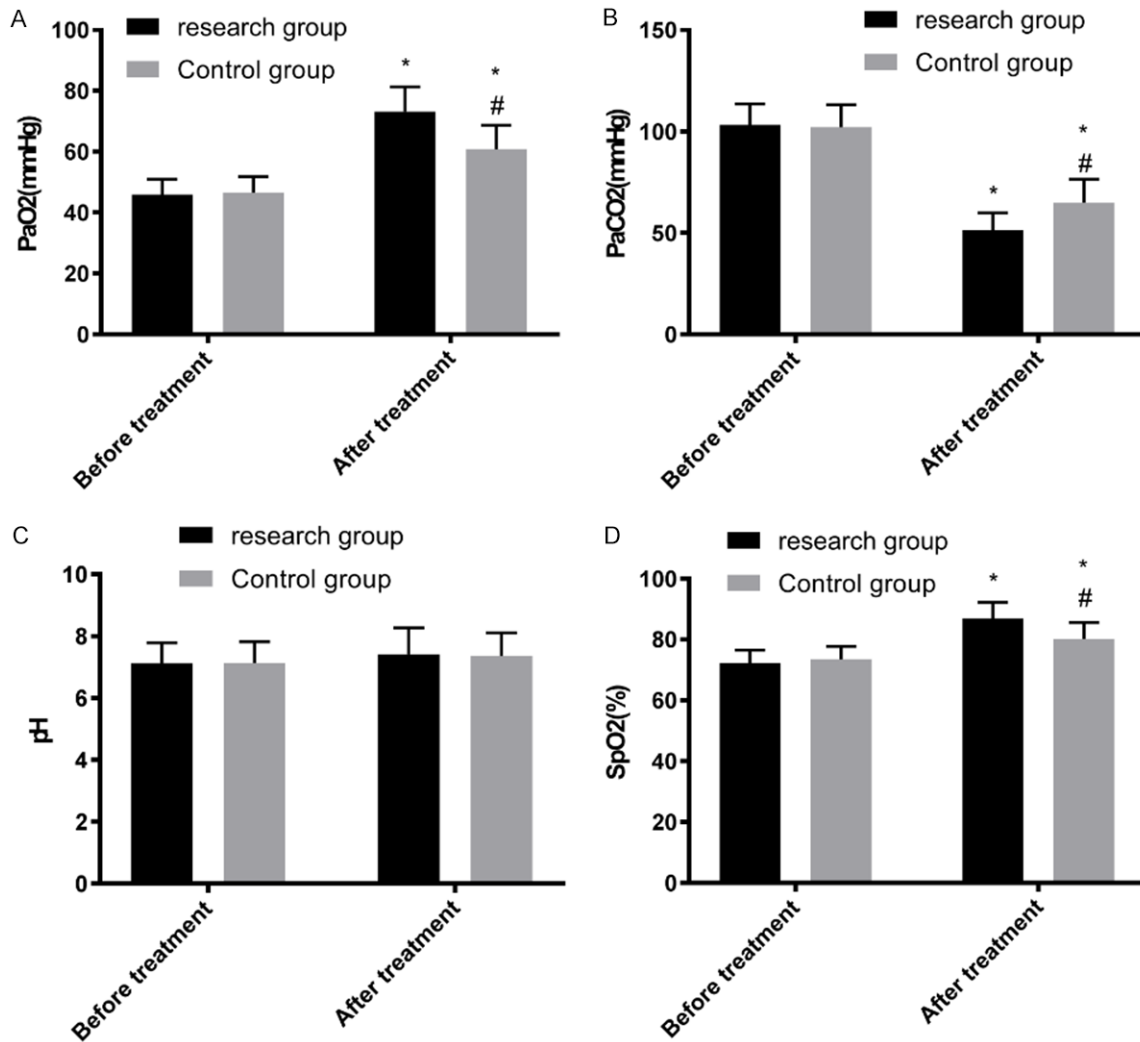 A
research group
Control group
PaO2(mmHg)
100
80
60
40
20
0
*
*
#
Before treatment
After treatment
B
research group
Control group
PaCO2(mmHg)
150
100
50
0
*
*
#
Before treatment
After treatment
C
research group
Control group
pH
10
8
6
4
2
0
Before treatment
After treatment
D
research group
Control group
SpO2(%)
100
80
60
40
20
0
*
*
#
Before treatment
After treatment